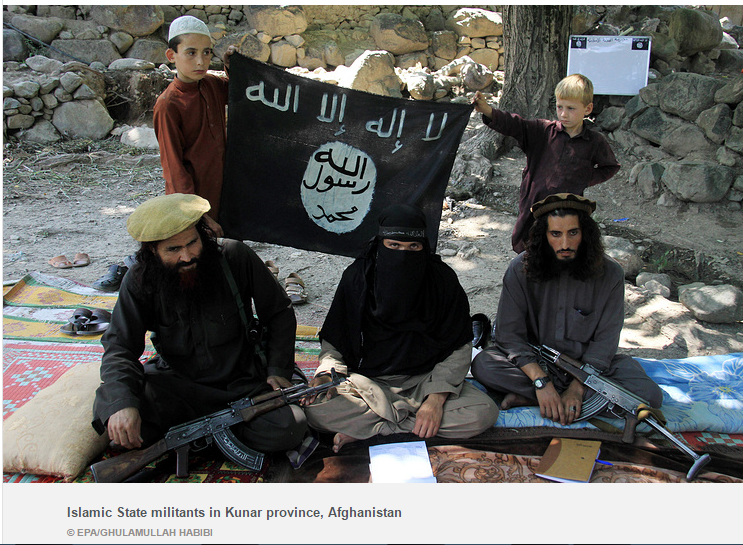 لا إله إلا الله
الله
رسول
محمد
Islamic State militants in Kunar province, Afghanistan
© EPA/GHULAMULLAH HABIBI